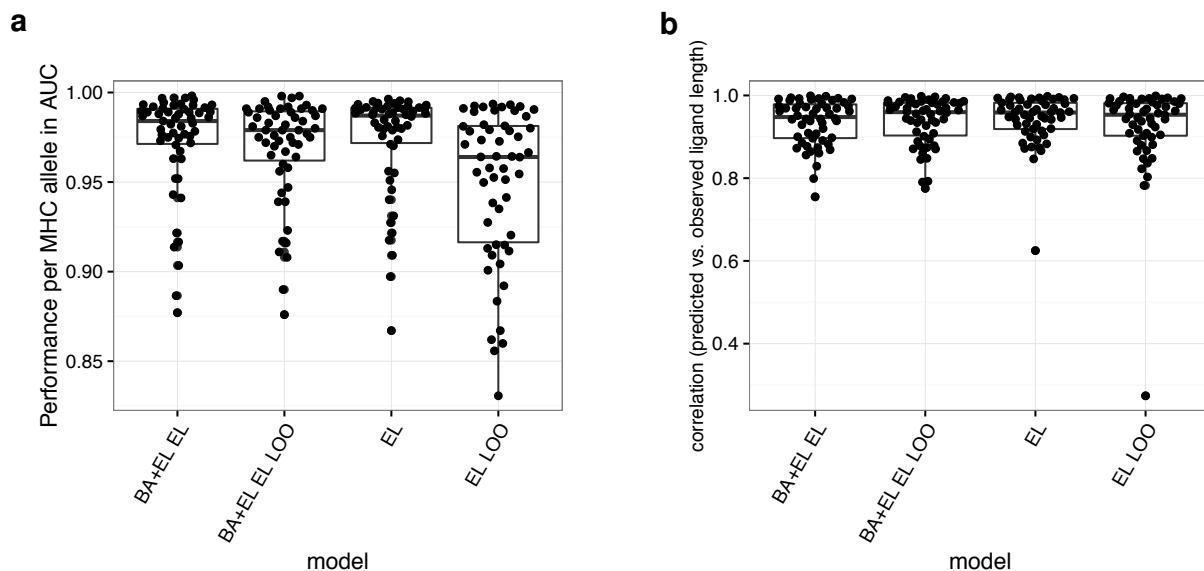 a
Performance per MHC allele in AUC
1.00
0.95
0.90
0.85
BA+EL EL
BA+EL EL LOO
EL
EL LOO
model
b
correlation (predicted vs. observed ligand length)
1.0
0.8
0.6
0.4
BA+EL EL
BA+EL EL LOO
EL
EL LOO
model